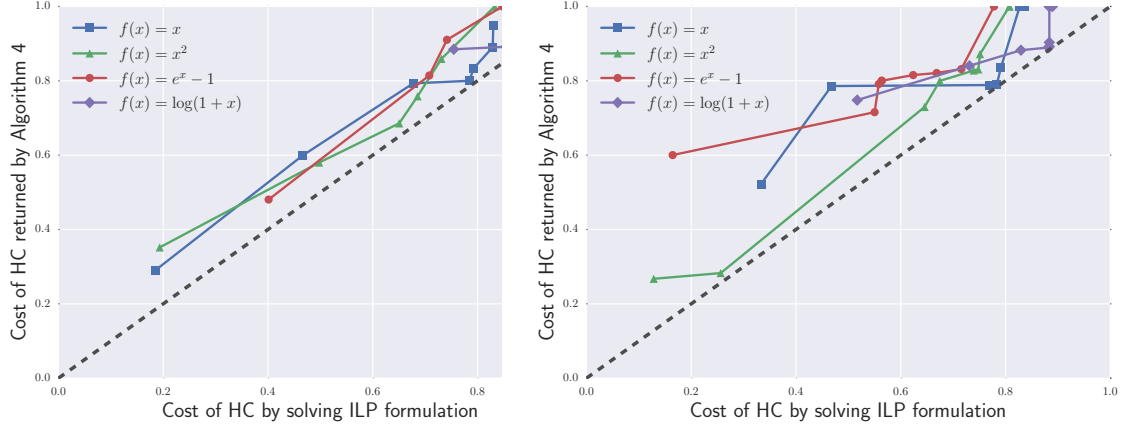 1.0
0.8
0.6
0.4
0.2
0.0
Cost of HC returned by Algorithm 4
f(x) = x
f(x) = x²
f(x) = eˣ − 1
f(x) = log(1 + x)
0.0 0.2 0.4 0.6 0.8
Cost of HC by solving ILP formulation
1.0
0.8
0.6
0.4
0.2
0.0
Cost of HC returned by Algorithm 4
f(x) = x
f(x) = x²
f(x) = eˣ − 1
f(x) = log(1 + x)
0.0 0.2 0.4 0.6 0.8 1.0
Cost of HC by solving ILP formulation